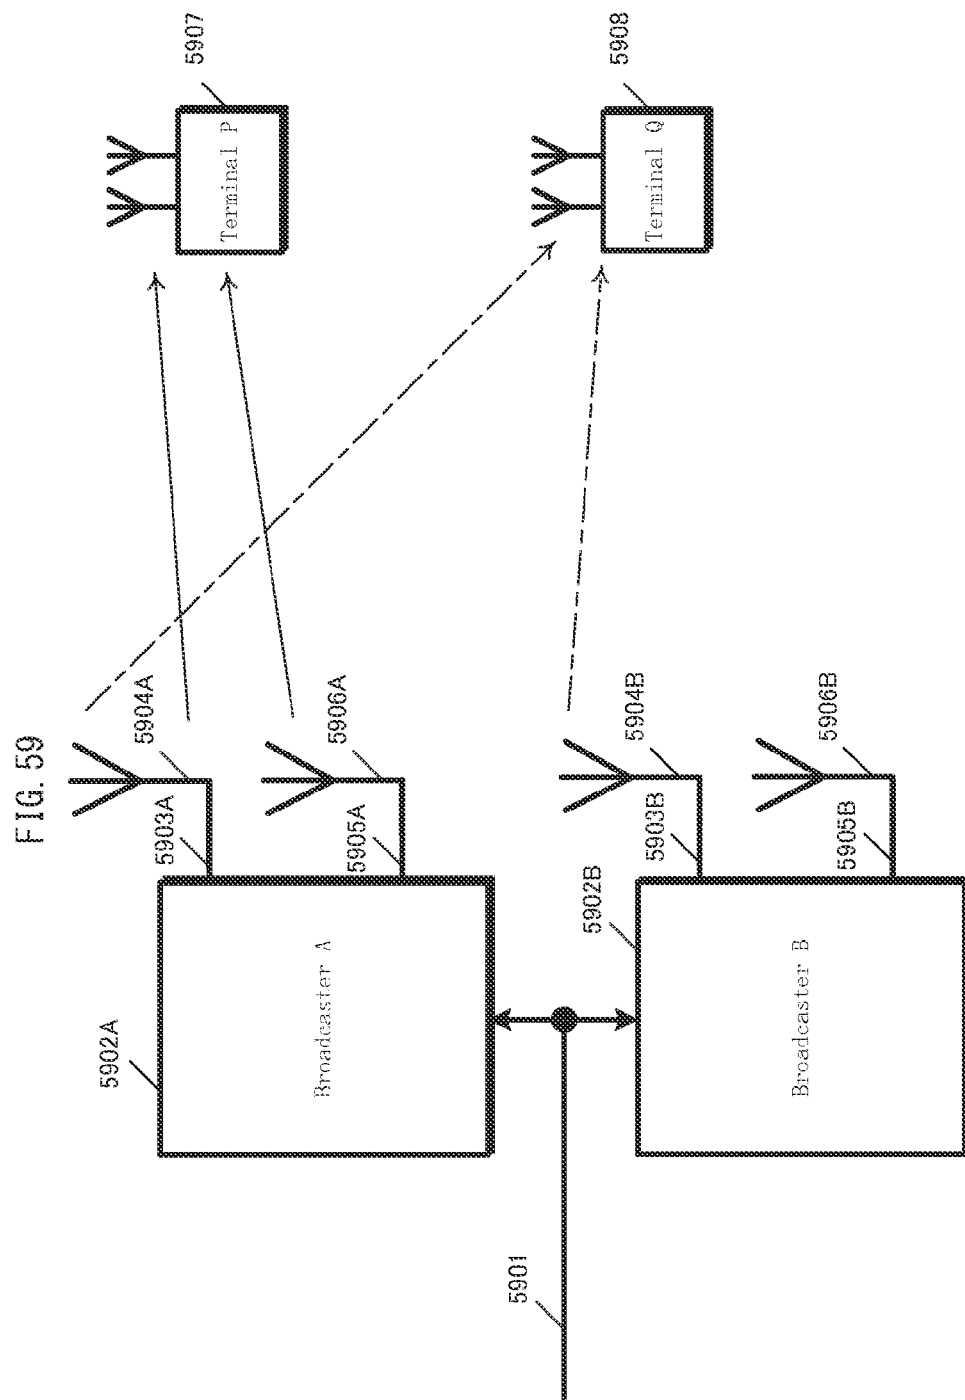 FIG. 59
5901
5902A
Broadcaster A
5903A
5904A
5905A
5906A
5907
Terminal P
5902B
Broadcaster B
5903B
5904B
5905B
5906B
5908
Terminal Q